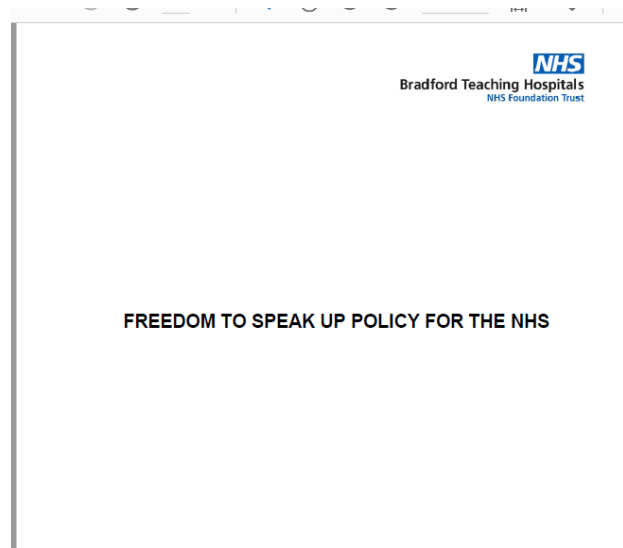 NHS
Bradford Teaching Hospitals
NHS Foundation Trust
FREEDOM TO SPEAK UP POLICY FOR THE NHS